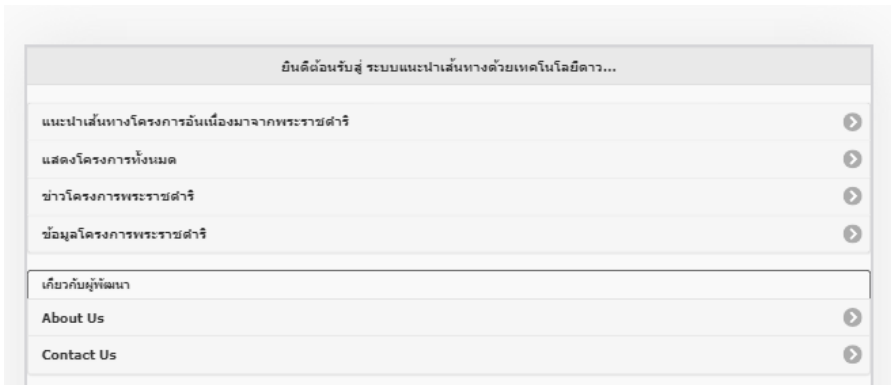 ยินดีต้อนรับสู่ ระบบแนะนำเส้นทางด้วยเทคโนโลยีดาว...
แนะนำเส้นทางโครงการอันเนื่องมาจากพระราชดำริ
แสดงโครงการทั้งหมด
ข่าวโครงการพระราชดำริ
ข้อมูลโครงการพระราชดำริ
เกี่ยวกับผู้พัฒนา
About Us
Contact Us